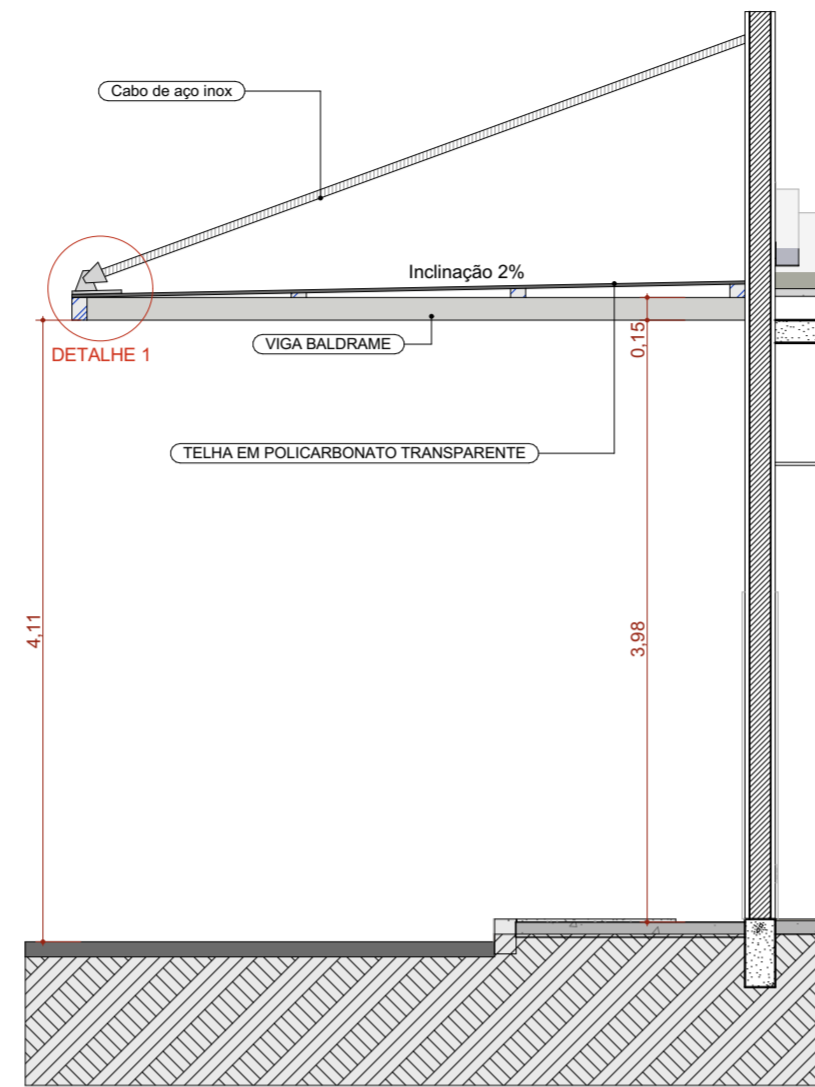 Cabo de aço inox
Inclinação 2%
DETALHE 1
VIGA BALDRAME
0,15
TELHA EM POLICARBONATO TRANSPARENTE
4,11
3,98